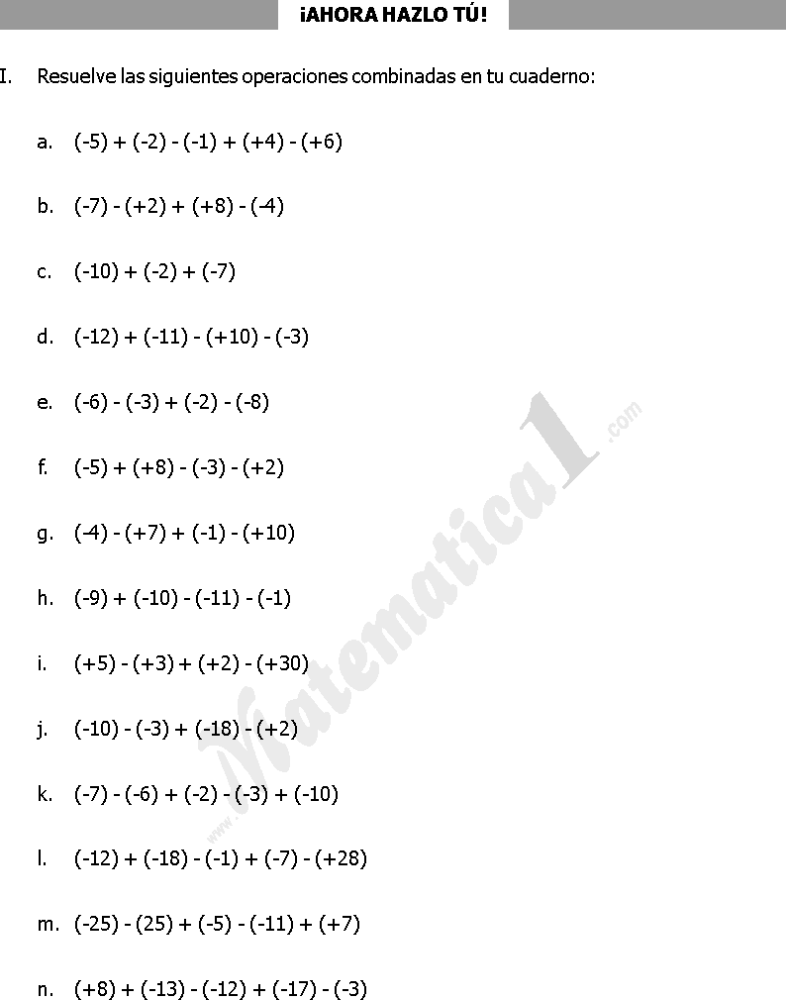 ¡AHORA HAZLO TÚ!
I. Resuelve las siguientes operaciones combinadas en tu cuaderno:
a. (-5) + (-2) - (-1) + (+4) - (+6)
b. (-7) - (+2) + (+8) - (-4)
c. (-10) + (-2) + (-7)
d. (-12) + (-11) - (+10) - (-3)
e. (-6) - (-3) + (-2) - (-8)
f. (-5) + (+8) - (-3) - (+2)
g. (-4) - (+7) + (-1) - (+10)
h. (-9) + (-10) - (-11) - (-1)
i. (+5) - (+3) + (+2) - (+30)
j. (-10) - (-3) + (-18) - (+2)
k. (-7) - (-6) + (-2) - (-3) + (-10)
l. (-12) + (-18) - (-1) + (-7) - (+28)
m. (-25) - (25) + (-5) - (-11) + (+7)
n. (+8) + (-13) - (-12) + (-17) - (-3)
www.Matematica1.com